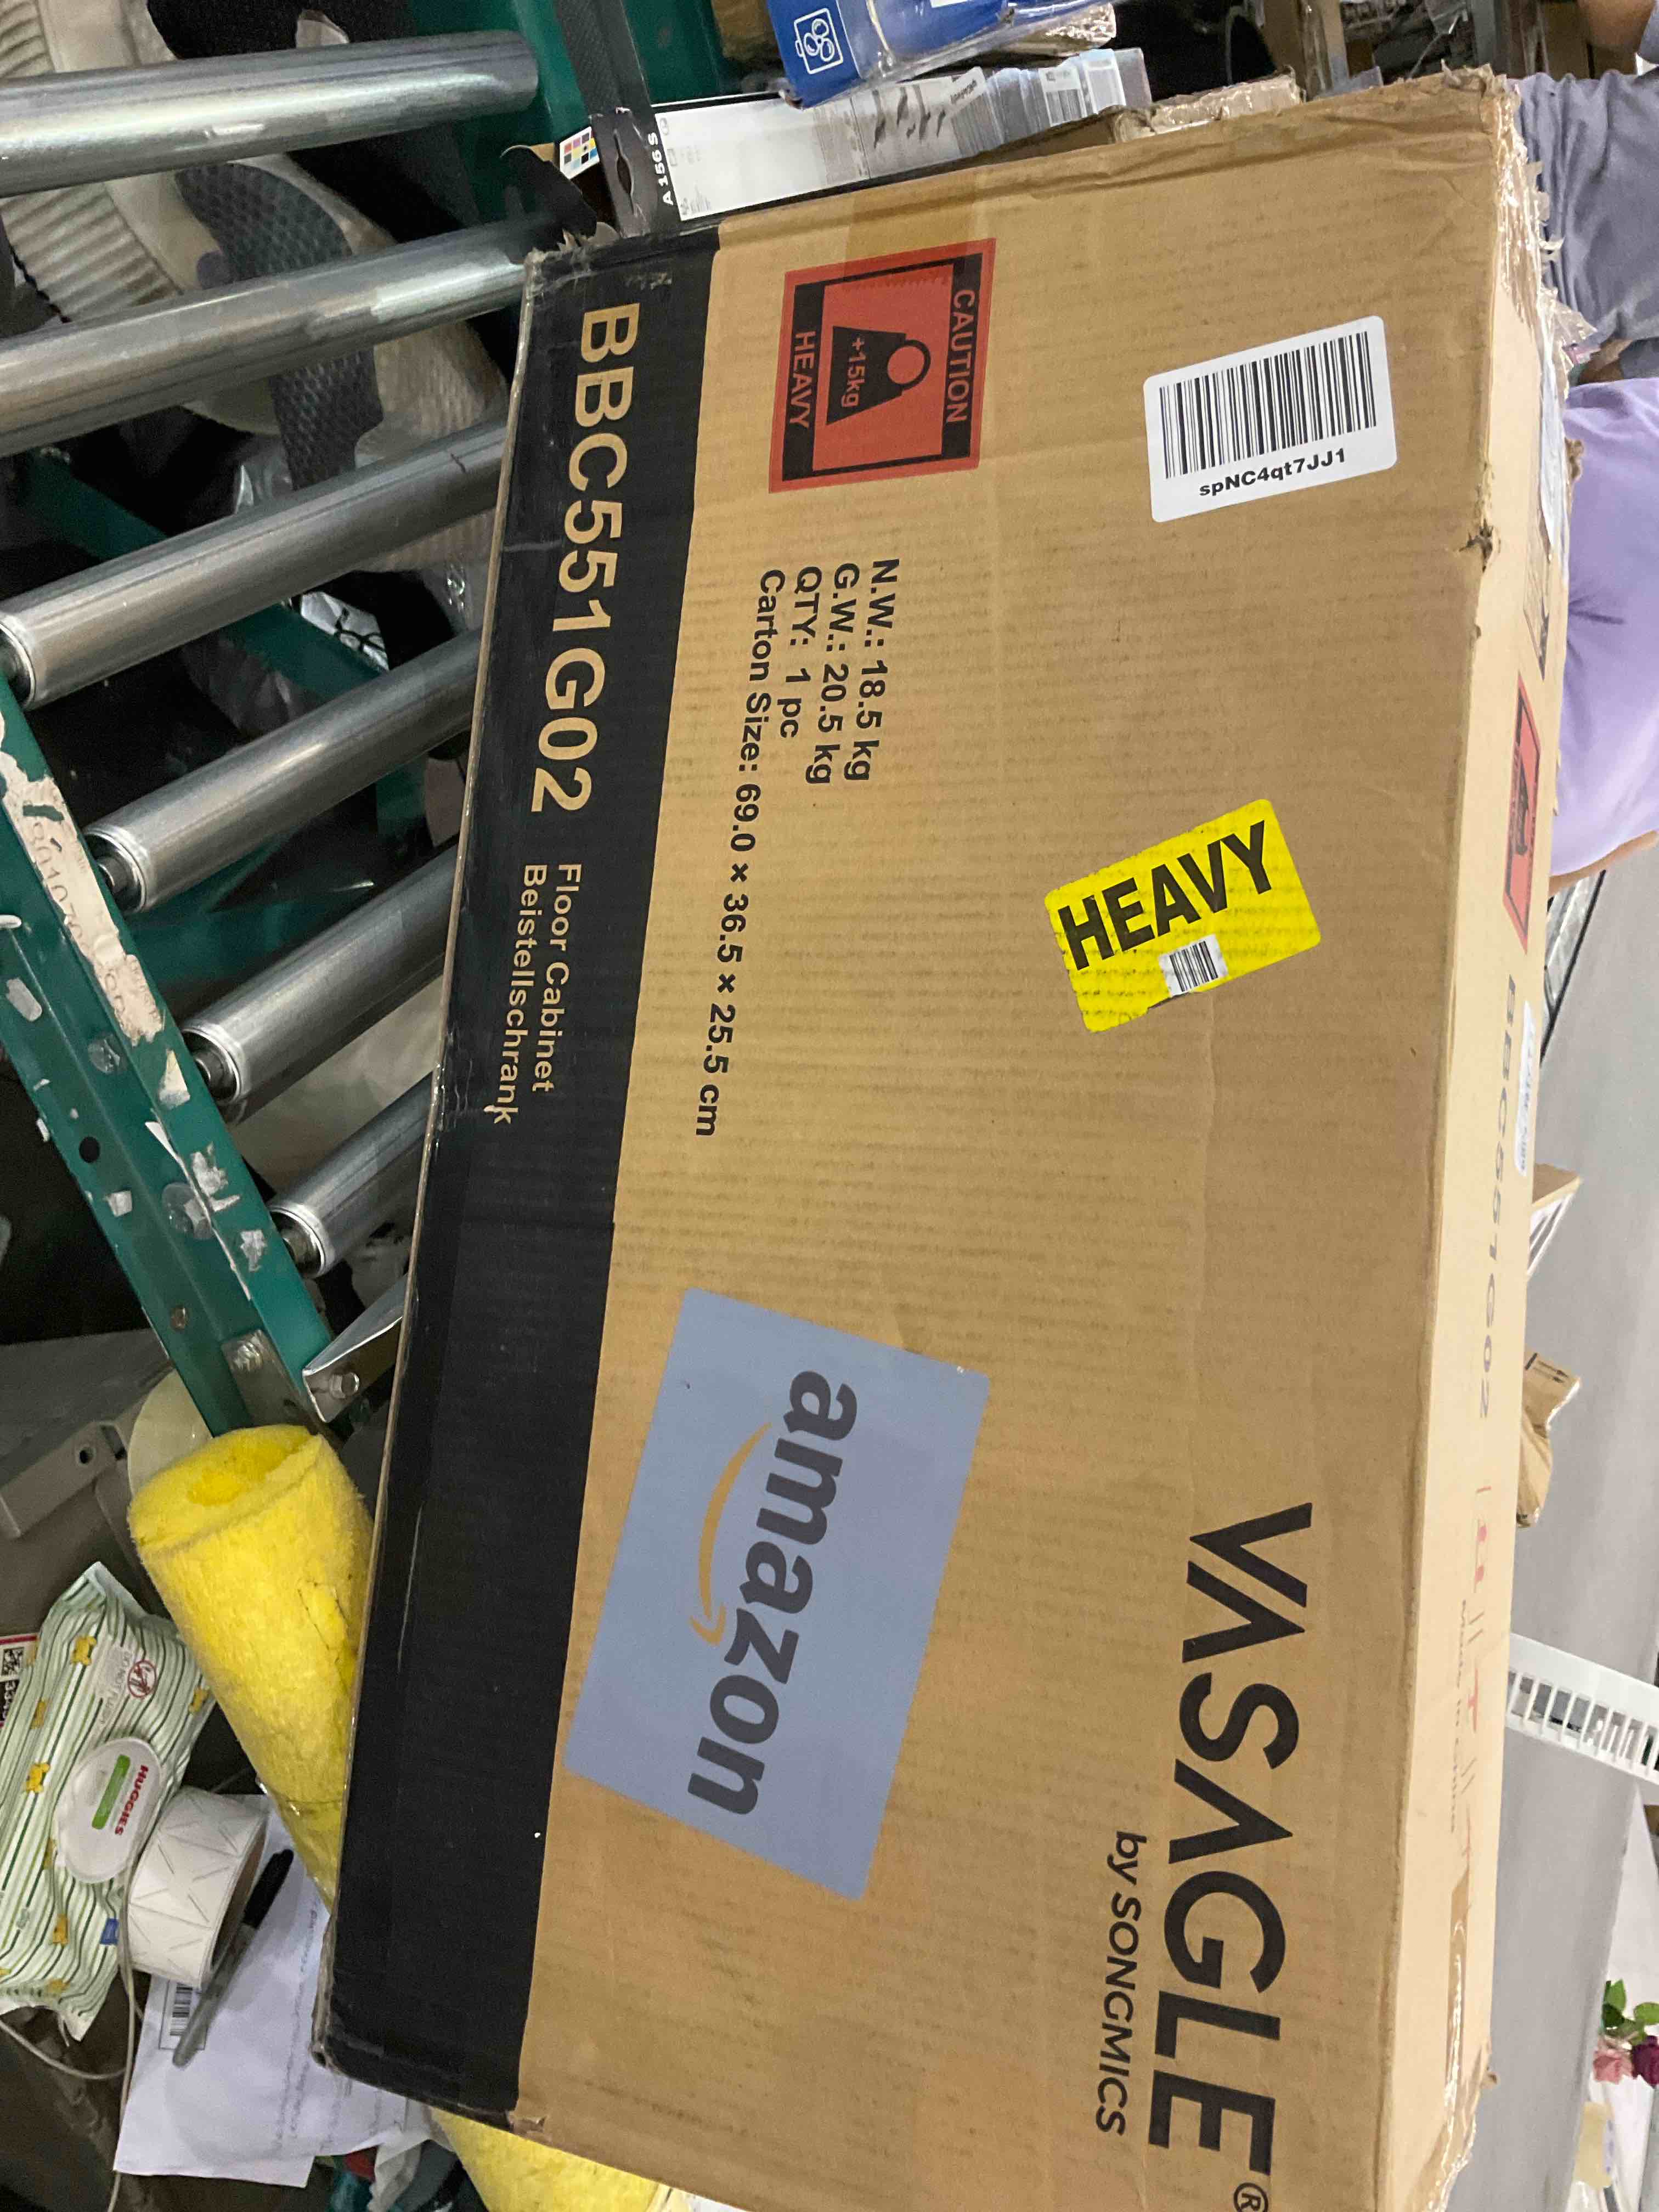 VASAGLE®
by SONGMICS
spNC4qt7JJ1
HEAVY
CAUTION
+15kg
HEAVY
N.W.: 18.5 kg
G.W.: 20.5 kg
QTY: 1 pc
Carton Size: 69.0 × 36.5 × 25.5 cm
amazon
BBC551G02
Floor Cabinet
Beistellschrank
BBC551G02
A 156 S
HUGGIES